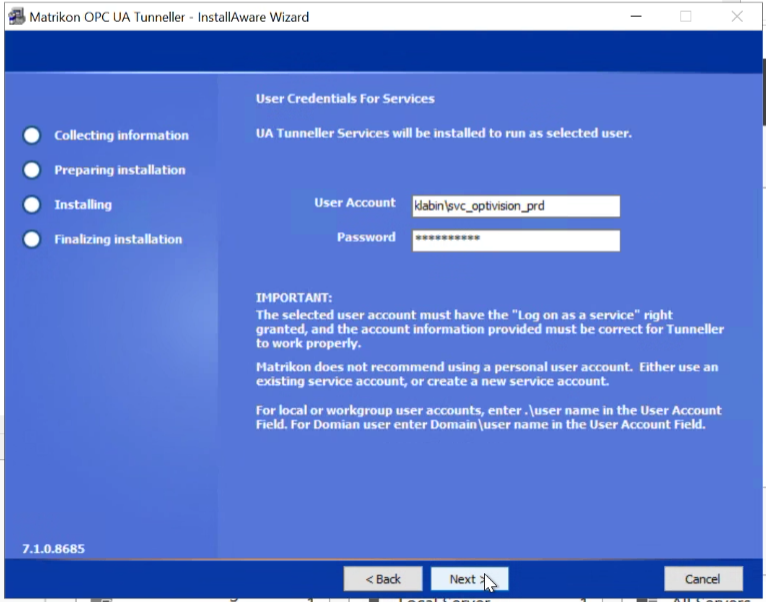 Matrikon OPC UA Tunneller - InstallAware Wizard
User Credentials For Services
UA Tunneller Services will be installed to run as selected user.
Collecting information
Preparing installation
Installing
Finalizing installation
User Account klabin\svc_optivision_prd
Password **********
IMPORTANT:
The selected user account must have the "Log on as a service" right
granted, and the account information provided must be correct for Tunneller
to work properly.
Matrikon does not recommend using a personal user account. Either use an
existing service account, or create a new service account.
For local or workgroup user accounts, enter .\user name in the User Account
Field. For Domian user enter Domain\user name in the User Account Field.
7.1.0.8685
< Back Next > Cancel
Local Server 1 All Servers